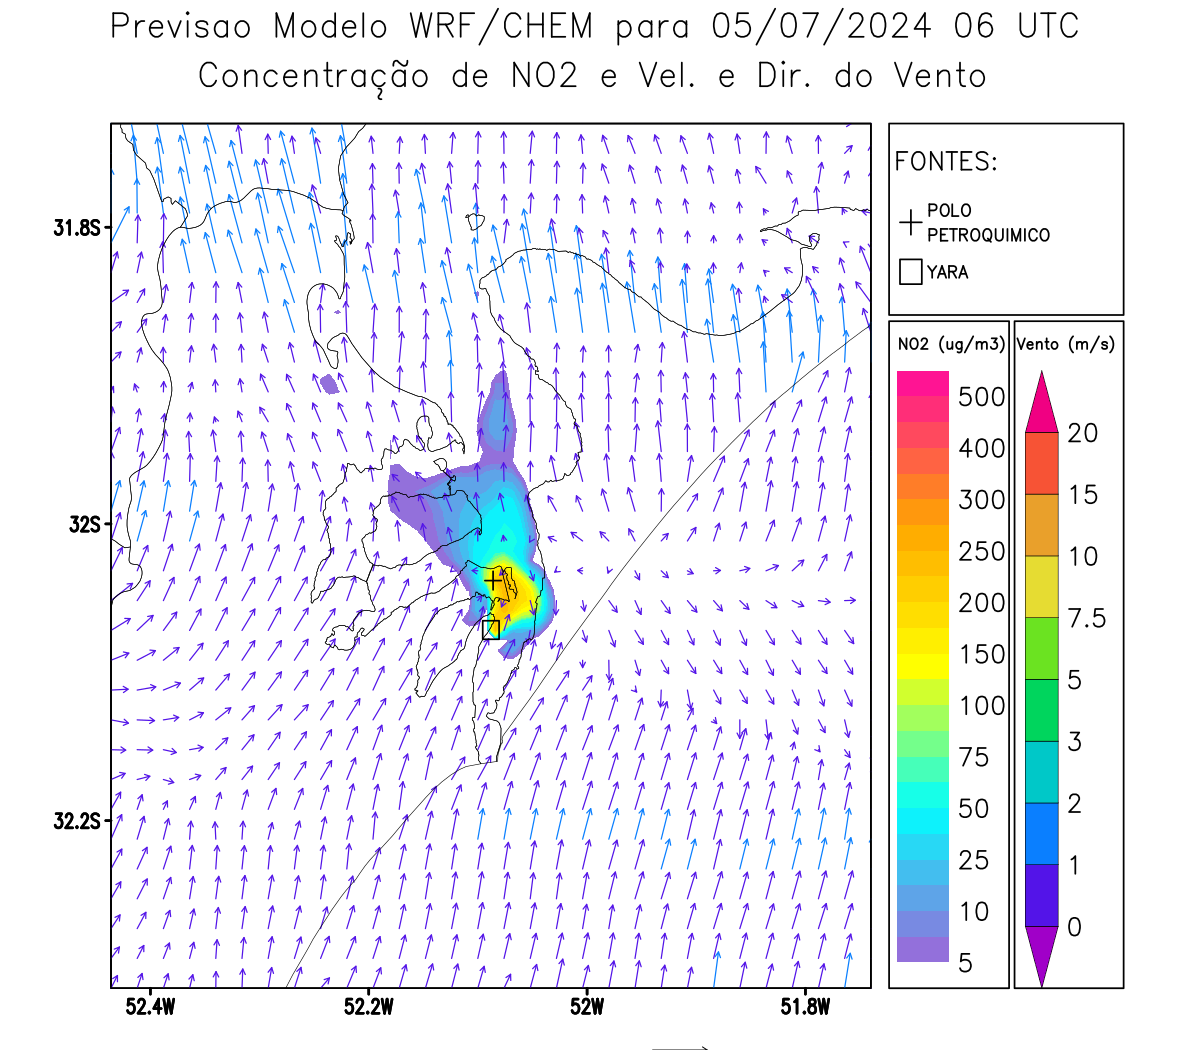 Previsao Modelo WRF/CHEM para 05/07/2024 06 UTC
Concentração de NO2 e Vel. e Dir. do Vento
FONTES:
POLO
PETROQUIMICO
YARA
31.8S
32S
32.2S
52.4W
52.2W
52W
51.8W
NO2 (ug/m3)
500
400
300
250
200
150
100
75
50
25
10
5
Vento (m/s)
20
15
10
7.5
5
3
2
1
0